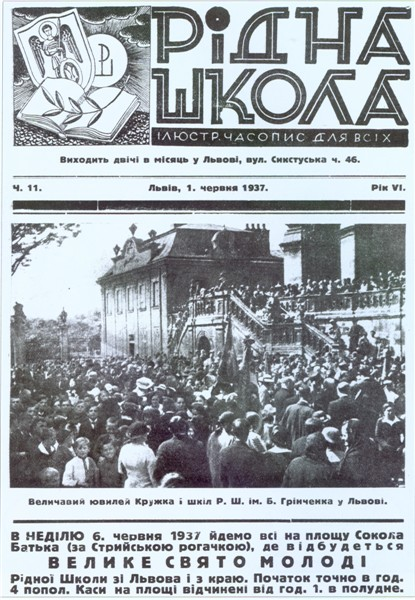 РІДНА
ШКОЛА
ІЛЮСТР. ЧАСОПИС ДЛЯ ВСІХ
Виходить двічі в місяць у Львові, вул. Сикстуська ч. 46.
Ч. 11. Львів, 1. червня 1937. Рік VI.
Величавий ювилей Кружка і шкіл Р. Ш. ім. Б. Грінченка у Львові.
В НЕДІЛЮ 6. червня 1937 йдемо всі на площу Сокола
Батька (за Стрийською рогачкою), де відбудеться
ВЕЛИКЕ СВЯТО МОЛОДІ
Рідної Школи зі Львова і з краю. Початок точно в год.
4 попол. Каси на площі відчинені від год. 1. в полудне.